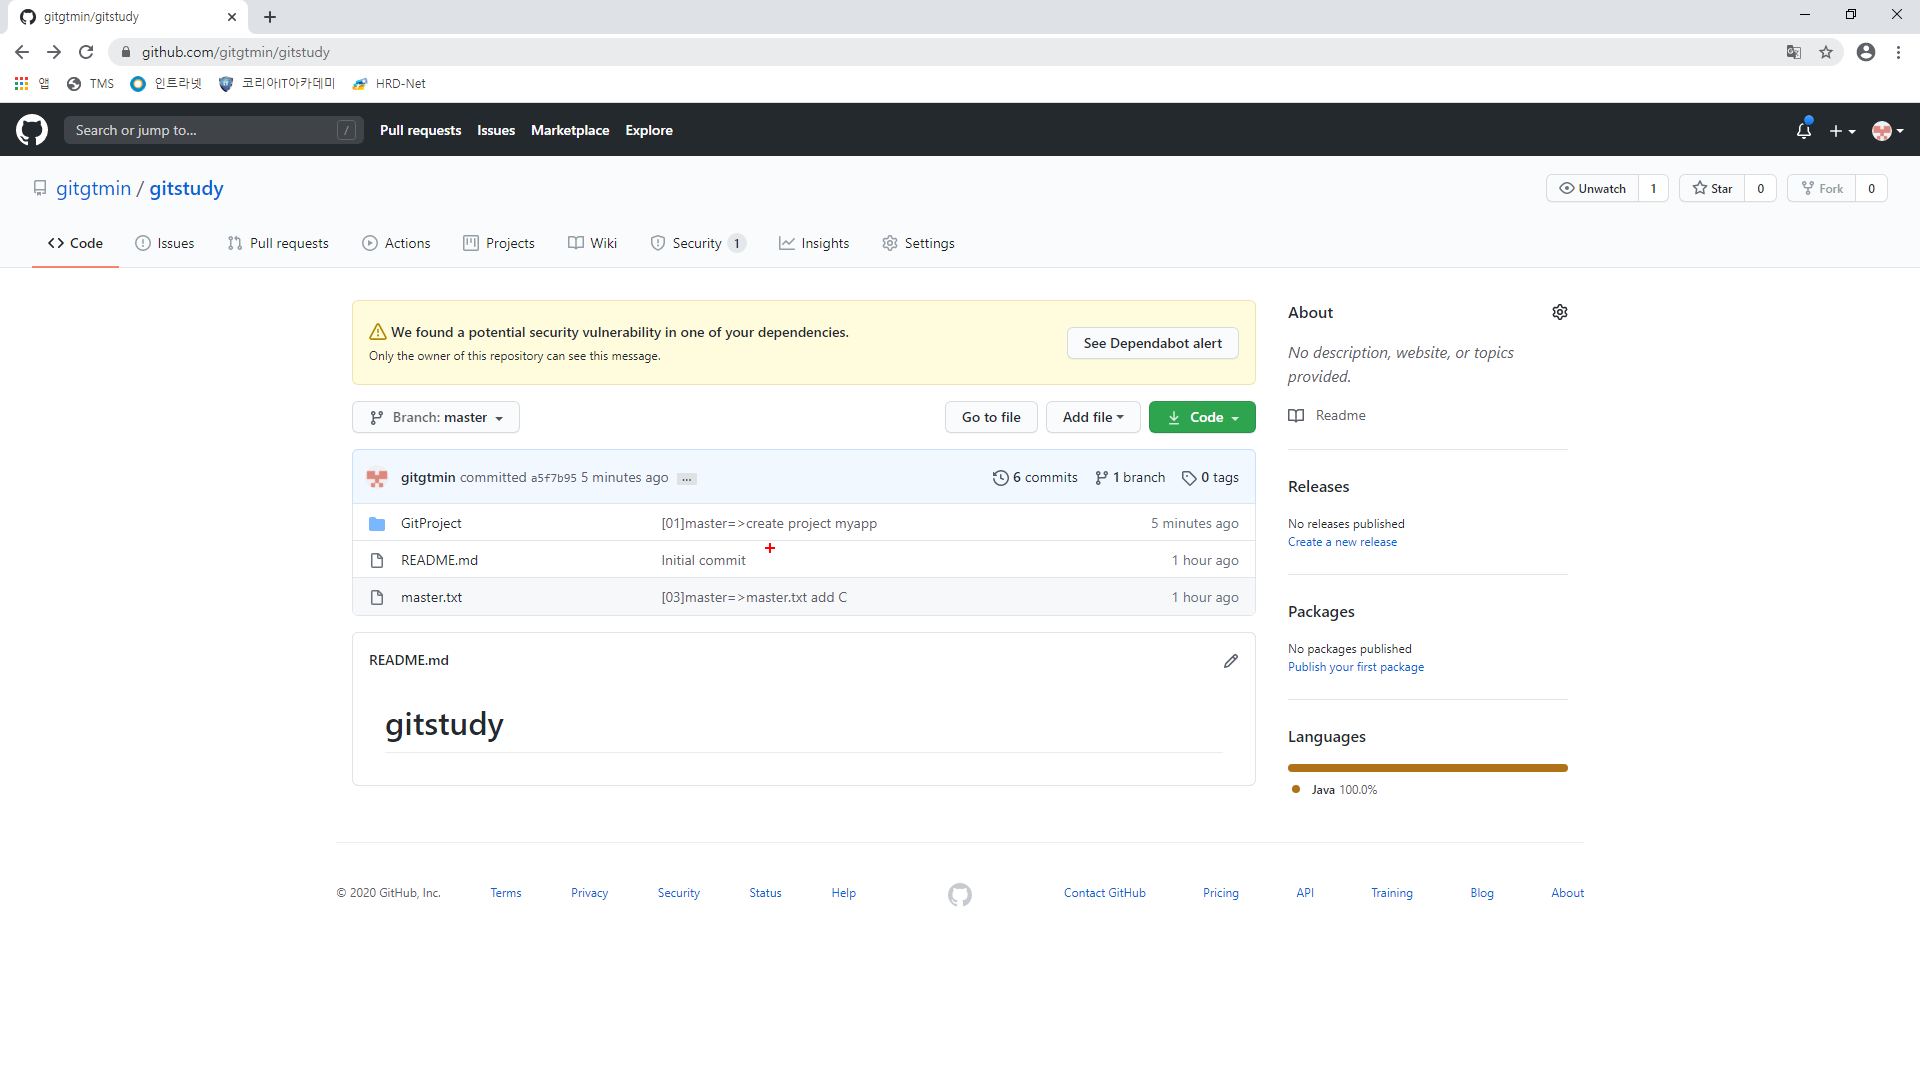 gitgtmin/gitstudy
github.com/gitgtmin/gitstudy
앱 TMS 인트라넷 코리아IT아카데미 HRD-Net
Search or jump to... / Pull requests Issues Marketplace Explore
gitgtmin / gitstudy Unwatch 1 Star 0 Fork 0
Code Issues Pull requests Actions Projects Wiki Security 1 Insights Settings
We found a potential security vulnerability in one of your dependencies.
Only the owner of this repository can see this message.
See Dependabot alert
About
No description, website, or topics
provided.
Readme
Branch: master Go to file Add file Code
gitgtmin committed a5f7b95 5 minutes ago ... 6 commits 1 branch 0 tags
GitProject [01]master=>create project myapp 5 minutes ago
README.md Initial commit 1 hour ago
master.txt [03]master=>master.txt add C 1 hour ago
Releases
No releases published
Create a new release
Packages
No packages published
Publish your first package
README.md
gitstudy
Languages
Java 100.0%
© 2020 GitHub, Inc. Terms Privacy Security Status Help Contact GitHub Pricing API Training Blog About